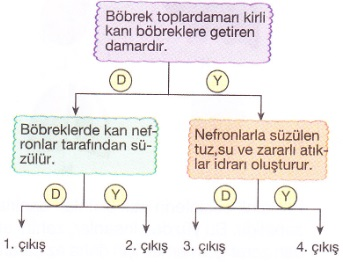 Böbrek toplardamarı kirli
kanı böbreklere getiren
damardır.
D
Y
Böbreklerde kan nef-
ronlar tarafından sü-
zülür.
Nefronlarla süzülen
tuz,su ve zararlı atık-
lar idrarı oluşturur.
D
Y
D
Y
1. çıkış
2. çıkış
3. çıkış
4. çıkış